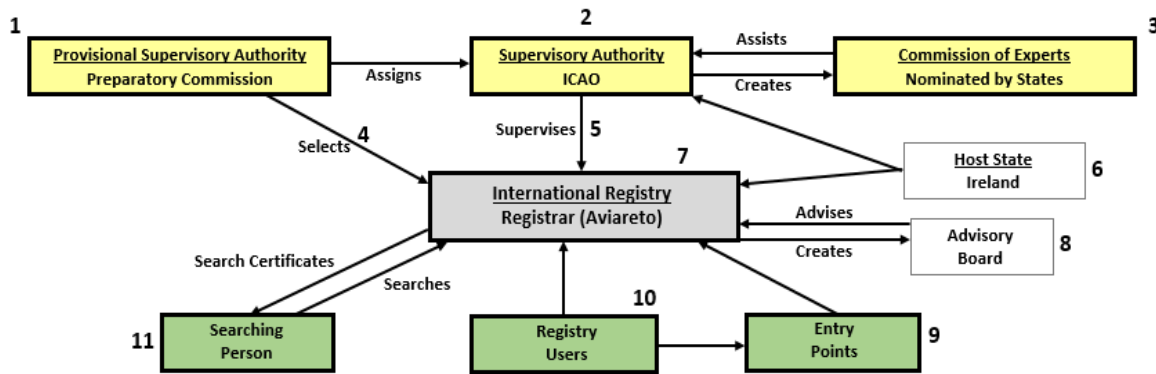 1
Provisional Supervisory Authority
Preparatory Commission
Assigns
2
Supervisory Authority
ICAO
Assists
Creates
3
Commission of Experts
Nominated by States
4
Selects
Supervises
5
6
Host State
Ireland
7
International Registry
Registrar (Aviareto)
Advises
Creates
Advisory
Board
8
Search Certificates
Searches
11
Searching
Person
10
Registry
Users
Entry
Points
9